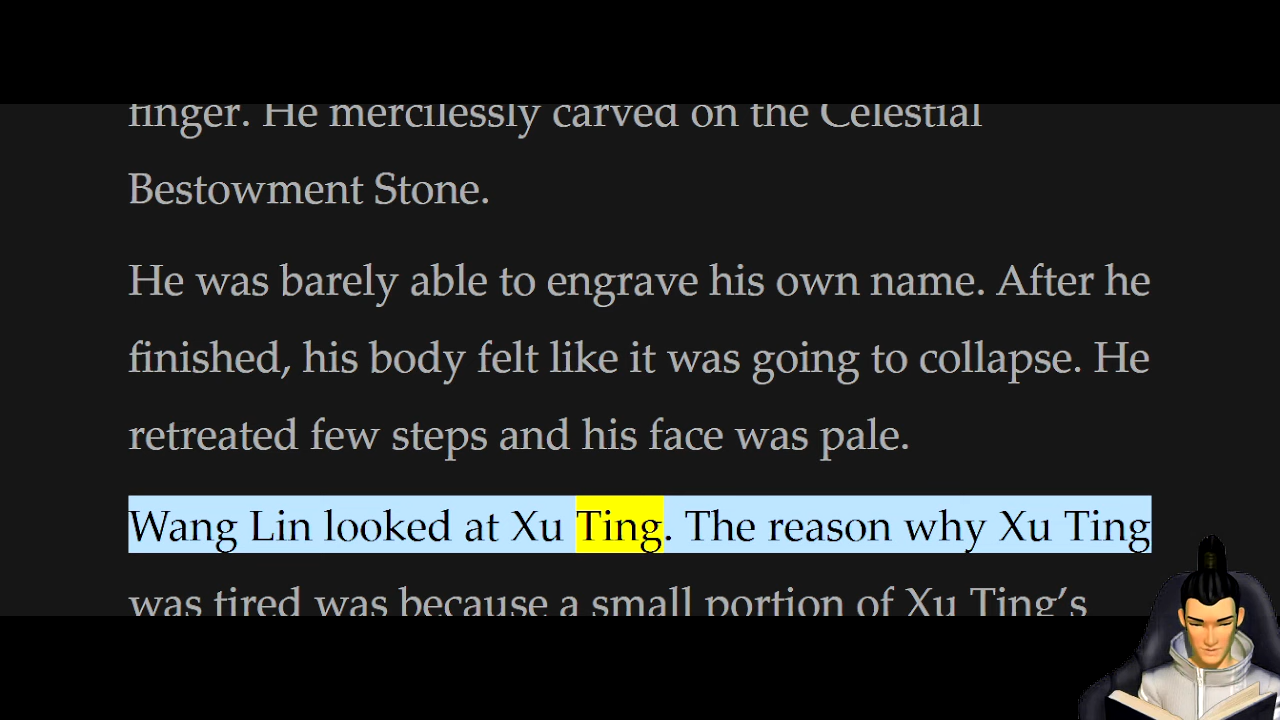 finger. He mercilessly carved on the Celestial
Bestowment Stone.
He was barely able to engrave his own name. After he
finished, his body felt like it was going to collapse. He
retreated few steps and his face was pale.
Wang Lin looked at Xu Ting. The reason why Xu Ting
was tired was because a small portion of Xu Ting’s